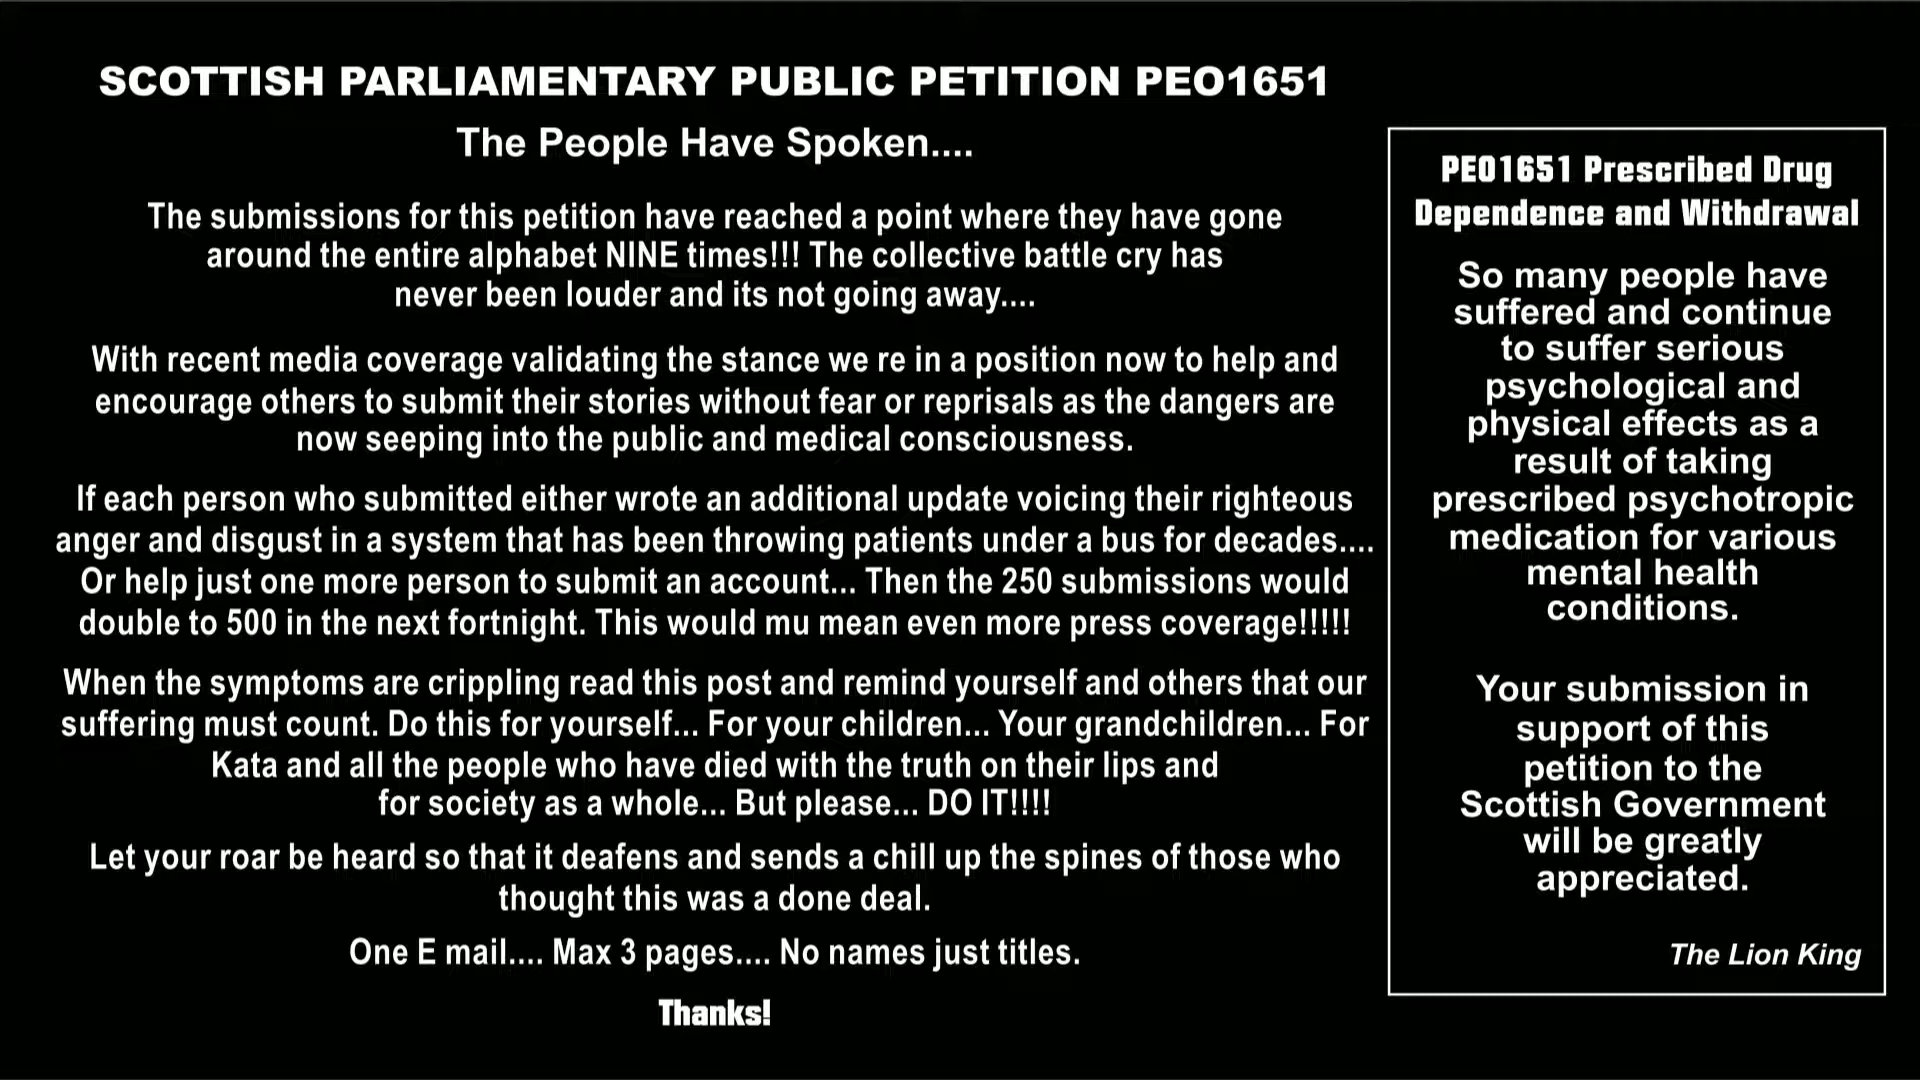 SCOTTISH PARLIAMENTARY PUBLIC PETITION PEO1651
The People Have Spoken....
The submissions for this petition have reached a point where they have gone
around the entire alphabet NINE times!!! The collective battle cry has
never been louder and its not going away....
With recent media coverage validating the stance we re in a position now to help and
encourage others to submit their stories without fear or reprisals as the dangers are
now seeping into the public and medical consciousness.
If each person who submitted either wrote an additional update voicing their righteous
anger and disgust in a system that has been throwing patients under a bus for decades....
Or help just one more person to submit an account... Then the 250 submissions would
double to 500 in the next fortnight. This would mu mean even more press coverage!!!!!
When the symptoms are crippling read this post and remind yourself and others that our
suffering must count. Do this for yourself... For your children... Your grandchildren... For
Kata and all the people who have died with the truth on their lips and
for society as a whole... But please... DO IT!!!!
Let your roar be heard so that it deafens and sends a chill up the spines of those who
thought this was a done deal.
One E mail.... Max 3 pages.... No names just titles.
Thanks!
PEO1651 Prescribed Drug
Dependence and Withdrawal
So many people have
suffered and continue
to suffer serious
psychological and
physical effects as a
result of taking
prescribed psychotropic
medication for various
mental health
conditions.
Your submission in
support of this
petition to the
Scottish Government
will be greatly
appreciated.
The Lion King